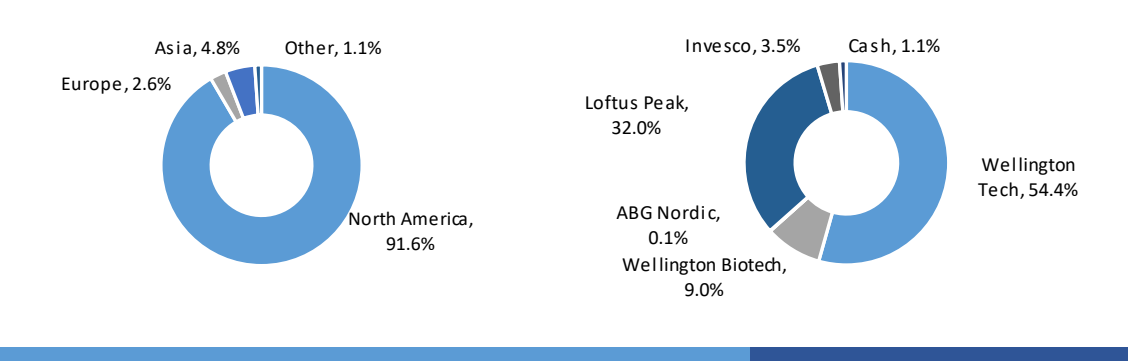 Asia, 4.8%
Other, 1.1%
Europe, 2.6%
North America,
91.6%
Invesco, 3.5%
Cash, 1.1%
Loftus Peak,
32.0%
Wellington
Tech, 54.4%
ABG Nordic,
0.1%
Wellington Biotech,
9.0%